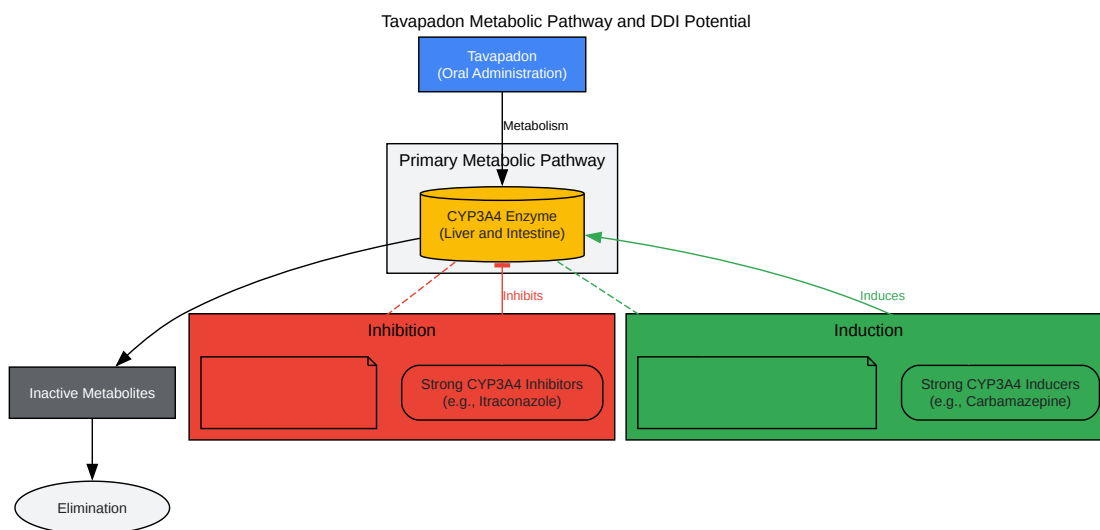 Tavapadon Metabolic Pathway and DDI Potential
Tavapadon
(Oral Administration)
Metabolism
Primary Metabolic Pathway
CYP3A4 Enzyme
(Liver and Intestine)
Inhibits
Induces
Inhibition
Induction
Strong CYP3A4 Inhibitors
(e.g., Itraconazole)
Strong CYP3A4 Inducers
(e.g., Carbamazepine)
Inactive Metabolites
Elimination